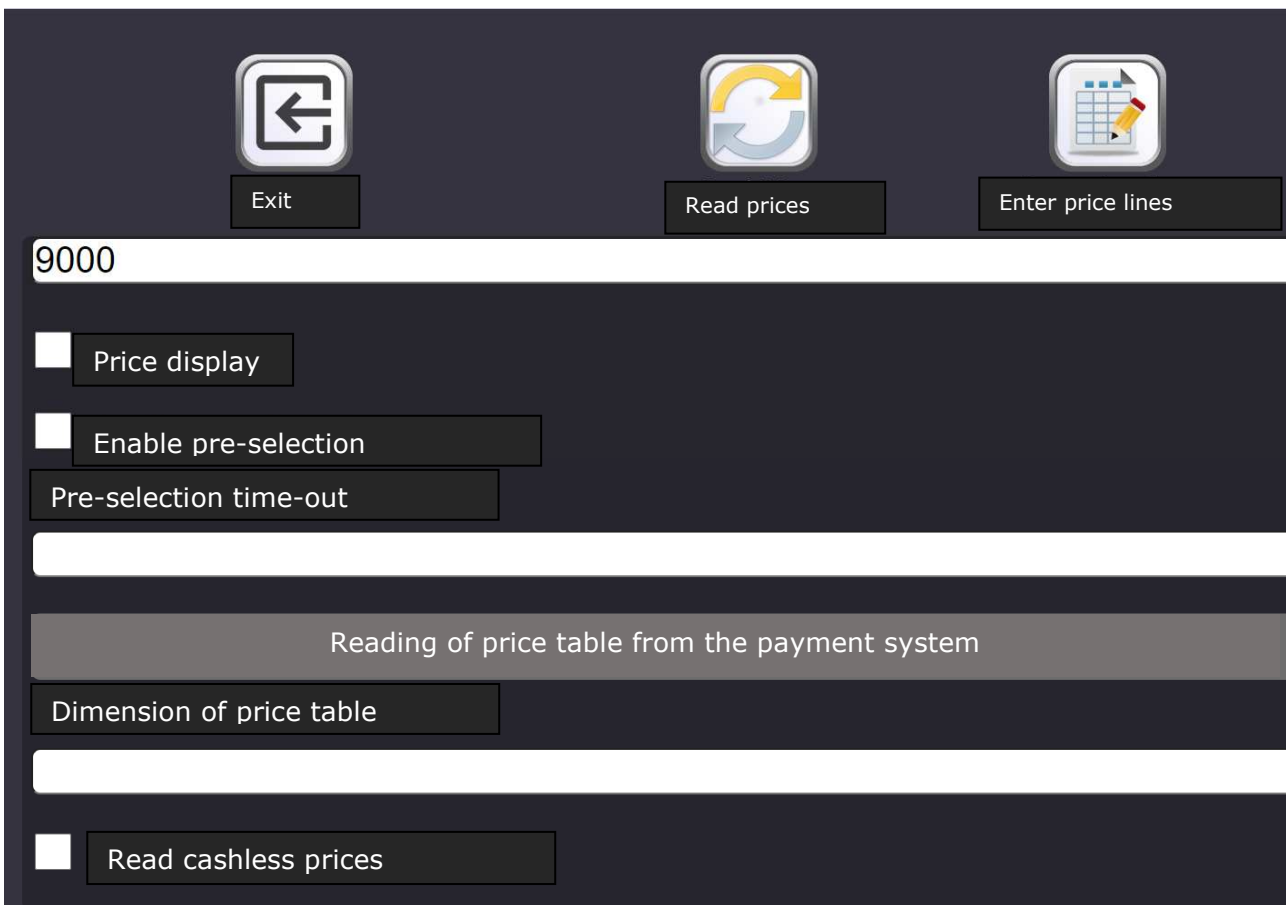 Exit
Read prices
Enter price lines
9000
Price display
Enable pre-selection
Pre-selection time-out
Reading of price table from the payment system
Dimension of price table
Read cashless prices